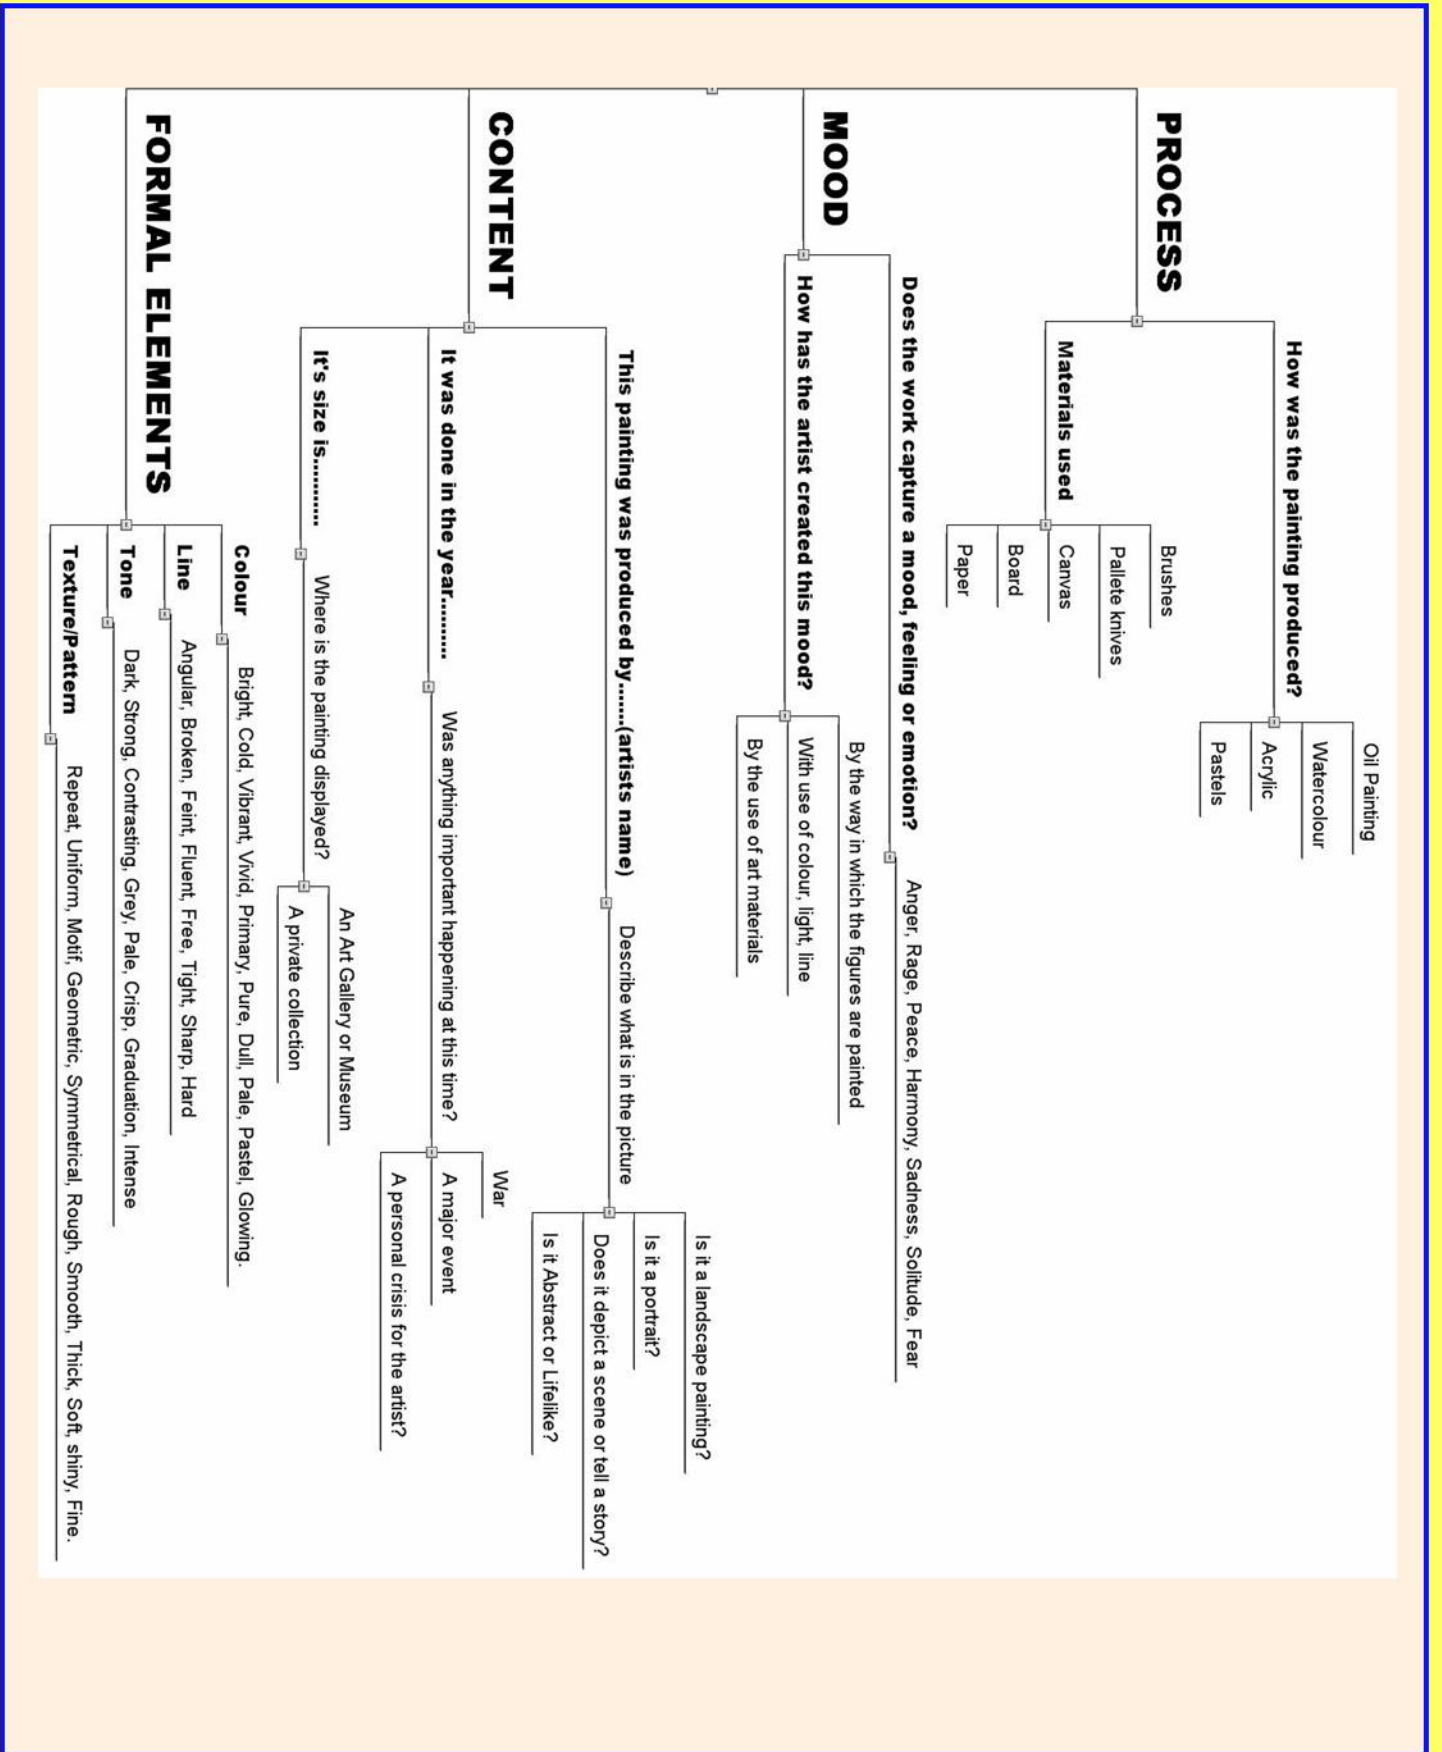 PROCESS
How was the painting produced?
Oil Painting
Watercolour
Acrylic
Pastels
Materials used
Brushes
Pallete knives
Canvas
Board
Paper
MOOD
Does the work capture a mood, feeling or emotion?
Anger, Rage, Peace, Harmony, Sadness, Solitude, Fear
How has the artist created this mood?
By the way in which the figures are painted
With use of colour, light, line
By the use of art materials
CONTENT
This painting was produced by.......(artists name)
Describe what is in the picture
Is it a landscape painting?
Is it a portrait?
Does it depict a scene or tell a story?
Is it Abstract or Lifelike?
It was done in the year..........
Was anything important happening at this time?
War
A major event
A personal crisis for the artist?
It's size is...........
Where is the painting displayed?
An Art Gallery or Museum
A private collection
FORMAL ELEMENTS
Colour
Bright, Cold, Vibrant, Vivid, Primary, Pure, Dull, Pale, Pastel, Glowing.
Line
Angular, Broken, Feint, Fluent, Free, Tight, Sharp, Hard
Tone
Dark, Strong, Contrasting, Grey, Pale, Crisp, Graduation, Intense
Texture/Pattern
Repeat, Uniform, Motif, Geometric, Symmetrical, Rough, Smooth, Thick, Soft, shiny, Fine.